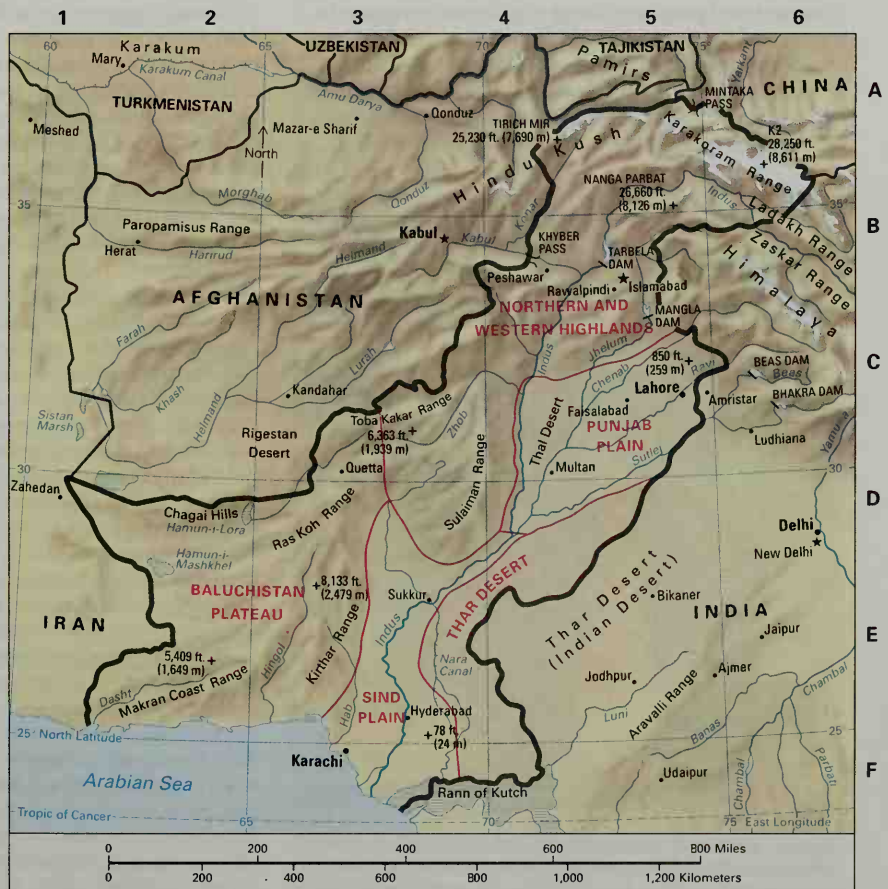 1 2 3 4 5 6
60 65 70 75
Karakum
Mary
Karakum Canal
UZBEKISTAN
TAJIKISTAN
Pamirs
Yarkant
CHINA
A
TURKMENISTAN
Amu Darya
Meshed
Mazar-e Sharif
Qonduz
TIRICH MIR
25,230 ft. (7,690 m)
MINTAKA
PASS
K2
28,250 ft.
(8,611 m)
North
Hindu Kush
Karakoram Range
Morghab
Qonduz
NANGA PARBAT
26,660 ft.
(8,126 m)
Indus
Ladakh Range
35
Paropamisus Range
Konar
B
Herat
Harirud
Helmand
Kabul
Kabul
KHYBER
PASS
TARBELA
DAM
Zaskar Range
Himalaya
Peshawar
Rawalpindi
Islamabad
AFGHANISTAN
NORTHERN AND
WESTERN HIGHLANDS
MANGLA
DAM
Farah
Lursh
Indus
Jhelum
850 ft.
(259 m)
C
Khash
Helmand
Kandahar
Chenab
Ravi
BEAS DAM
Beas
Lahore
Amristar
BHAKRA DAM
Toba Kakar Range
6,363 ft.
(1,939 m)
Zhob
Thal Desert
Faisalabad
PUNJAB
PLAIN
Sistan
Marsh
Rigestan
Desert
Ludhiana
Yamuna
Quetta
Sulaiman Range
Multan
Sutlej
30
Zahedan
Chagai Hills
Hamun-i-Lora
Ras Koh Range
D
Delhi
New Delhi
Hamun-i-
Mashkhel
BALUCHISTAN
PLATEAU
8,133 ft.
(2,479 m)
Sukkur
THAR DESERT
Thar Desert
(Indian Desert)
Bikaner
INDIA
IRAN
Indus
Jaipur
E
5,409 ft.
(1,649 m)
Hingol
Kirthar Range
Nara
Canal
Jodhpur
Ajmer
Dasht
Makran Coast Range
Chambal
Aravalli Range
SIND
PLAIN
Hab
Hyderabad
Luni
Banas
25° North Latitude
78 ft.
(24 m)
Karachi
F
Arabian Sea
Udaipur
Chambal
Parbati
Rann of Kutch
Tropic of Cancer
65 70 75 East Longitude
0 200 400 600 800 Miles
0 200 400 600 800 1,000 1,200 Kilometers